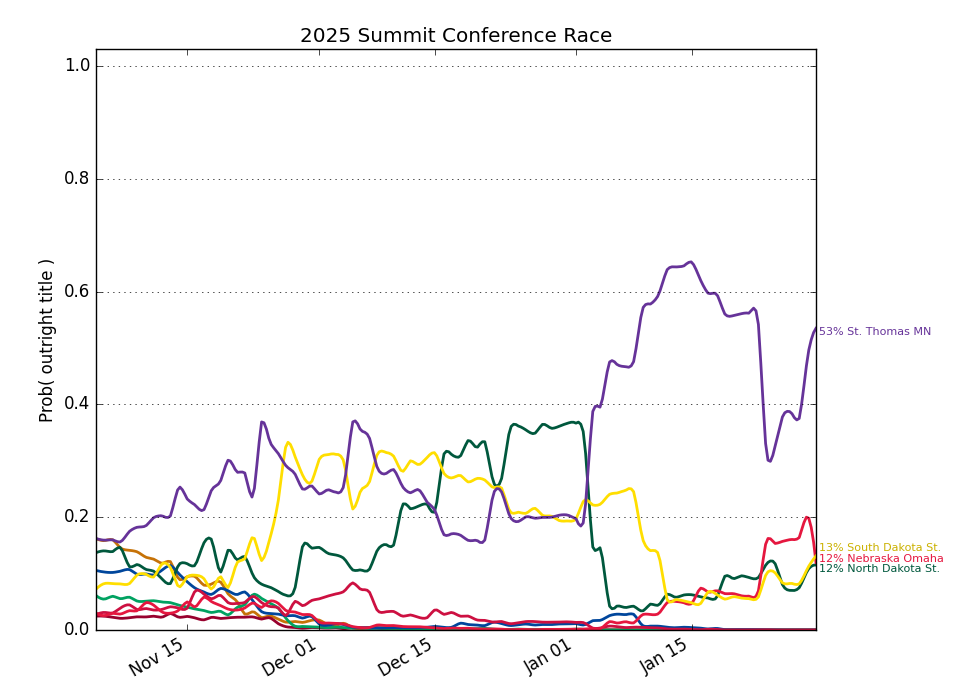 2025 Summit Conference Race
Prob( outright title )
1.0
0.8
0.6
0.4
0.2
0.0
53% St. Thomas MN
13% South Dakota St.
12% Nebraska Omaha
12% North Dakota St.
Nov 15
Dec 01
Dec 15
Jan 01
Jan 15